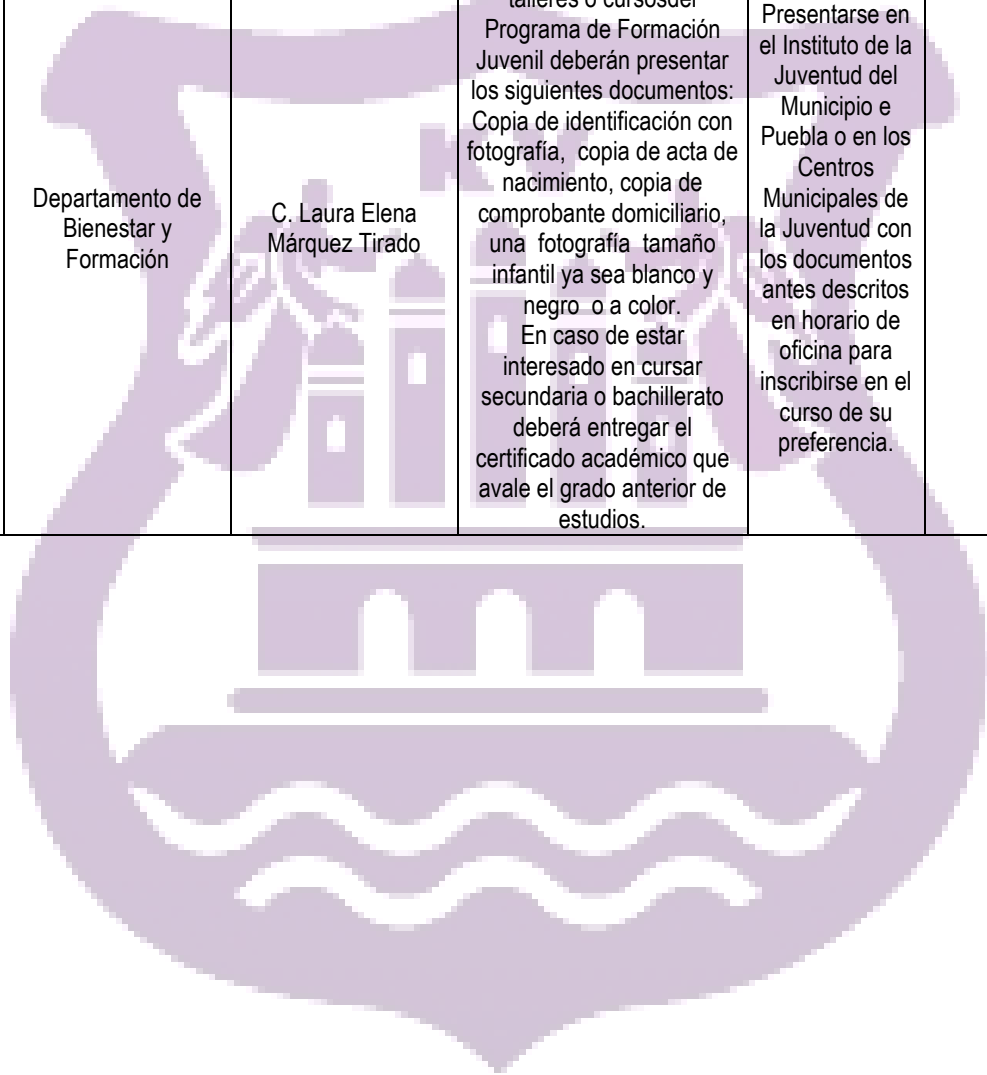 Departamento de
Bienestar y
Formación
C. Laura Elena
Márquez Tirado
talleres o cursosdel
Programa de Formación
Juvenil deberán presentar
los siguientes documentos:
Copia de identificación con
fotografía, copia de acta de
nacimiento, copia de
comprobante domiciliario,
una fotografía tamaño
infantil ya sea blanco y
negro o a color.
En caso de estar
interesado en cursar
secundaria o bachillerato
deberá entregar el
certificado académico que
avale el grado anterior de
estudios.
Presentarse en
el Instituto de la
Juventud del
Municipio e
Puebla o en los
Centros
Municipales de
la Juventud con
los documentos
antes descritos
en horario de
oficina para
inscribirse en el
curso de su
preferencia.
K V